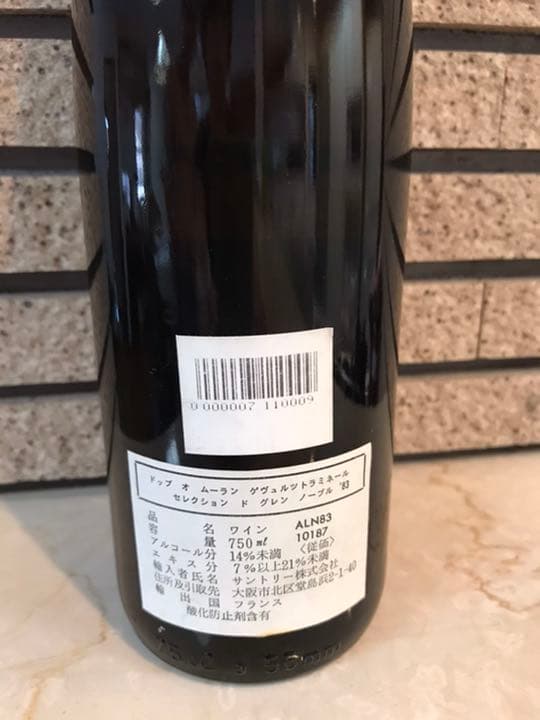 0 000007 110009
ドップ オ ムーラン ゲヴュルツトラミネール
セレクション ド グレン ノーブル '83
品名 ワイン ALN83
容量 750ml 10187
アルコール分 14%未満 〈従価〉
エキス分 7%以上21%未満
輸入者氏名 サントリー株式会社
住所及引取先 大阪市北区堂島浜2-1-40
輸出国 フランス
酸化防止剤含有